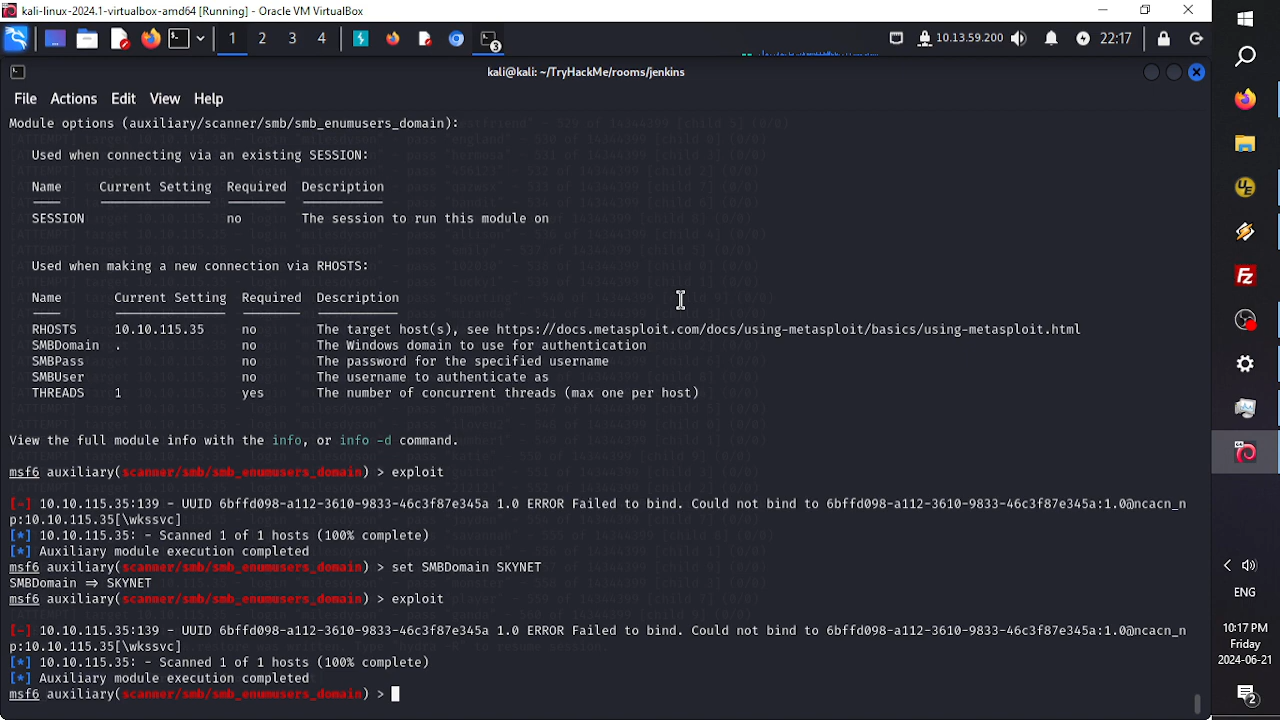 kali-linux-2024.1-virtualbox-amd64 [Running] - Oracle VM VirtualBox
1 2 3 4 3 10.13.59.200 22:17
kali@kali: ~/TryHackMe/rooms/jenkins
File Actions Edit View Help
Module options (auxiliary/scanner/smb/smb_enumusers_domain):
Used when connecting via an existing SESSION:
Name Current Setting Required Description
SESSION no The session to run this module on
Used when making a new connection via RHOSTS:
Name Current Setting Required Description
RHOSTS 10.10.115.35 no The target host(s), see https://docs.metasploit.com/docs/using-metasploit/basics/using-metasploit.html
SMBDomain . no The Windows domain to use for authentication
SMBPass no The password for the specified username
SMBUser no The username to authenticate as
THREADS 1 yes The number of concurrent threads (max one per host)
View the full module info with the info, or info -d command.
msf6 auxiliary(scanner/smb/smb_enumusers_domain) > exploit
[-] 10.10.115.35:139 - UUID 6bffd098-a112-3610-9833-46c3f87e345a 1.0 ERROR Failed to bind. Could not bind to 6bffd098-a112-3610-9833-46c3f87e345a:1.0@ncacn_n
p:10.10.115.35[\wkssvc]
[*] 10.10.115.35: - Scanned 1 of 1 hosts (100% complete)
[*] Auxiliary module execution completed
msf6 auxiliary(scanner/smb/smb_enumusers_domain) > set SMBDomain SKYNET
SMBDomain ⇒ SKYNET
msf6 auxiliary(scanner/smb/smb_enumusers_domain) > exploit
[-] 10.10.115.35:139 - UUID 6bffd098-a112-3610-9833-46c3f87e345a 1.0 ERROR Failed to bind. Could not bind to 6bffd098-a112-3610-9833-46c3f87e345a:1.0@ncacn_n
p:10.10.115.35[\wkssvc]
[*] 10.10.115.35: - Scanned 1 of 1 hosts (100% complete)
[*] Auxiliary module execution completed
msf6 auxiliary(scanner/smb/smb_enumusers_domain) >
UE
FZ
ENG
10:17 PM
Friday
2024-06-21
2